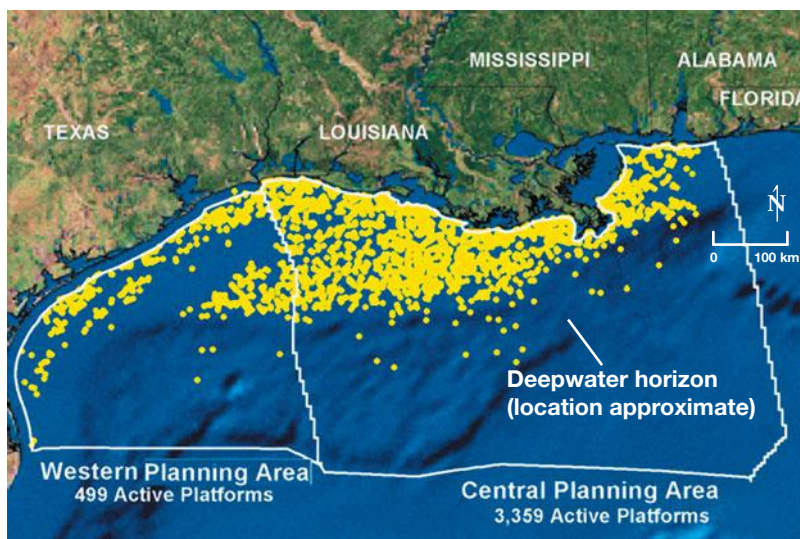 MISSISSIPPI
ALABAMA
FLORIDA
TEXAS
LOUISIANA
N
0 100 km
Deepwater horizon
(location approximate)
Western Planning Area
499 Active Platforms
Central Planning Area
3,359 Active Platforms